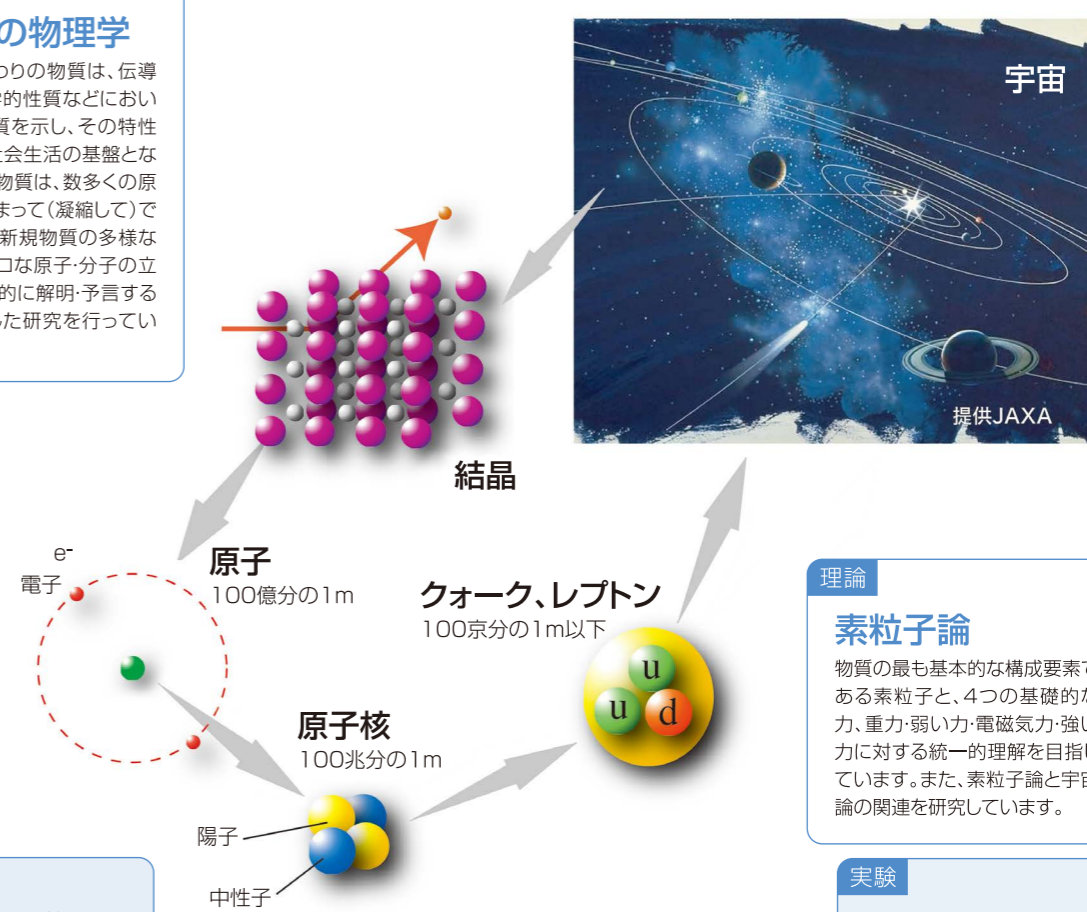 の物理学
わりの物質は、伝導
学的性質などにおい
質を示し、その特性
社会生活の基盤とな
物質は、数多くの原
まって(凝縮して)で
新規物質の多様な
コな原子・分子の立
的に解明・予言する
した研究を行ってい
宇宙
提供JAXA
結晶
e-
電子
原子
100億分の1m
クォーク、レプトン
100京分の1m以下
u
u
d
原子核
100兆分の1m
陽子
中性子
理論
素粒子論
物質の最も基本的な構成要素で
ある素粒子と、4つの基礎的な
力、重力・弱い力・電磁気力・強い
力に対する統一的理解を目指し
ています。また、素粒子論と宇宙
論の関連を研究しています。
実験